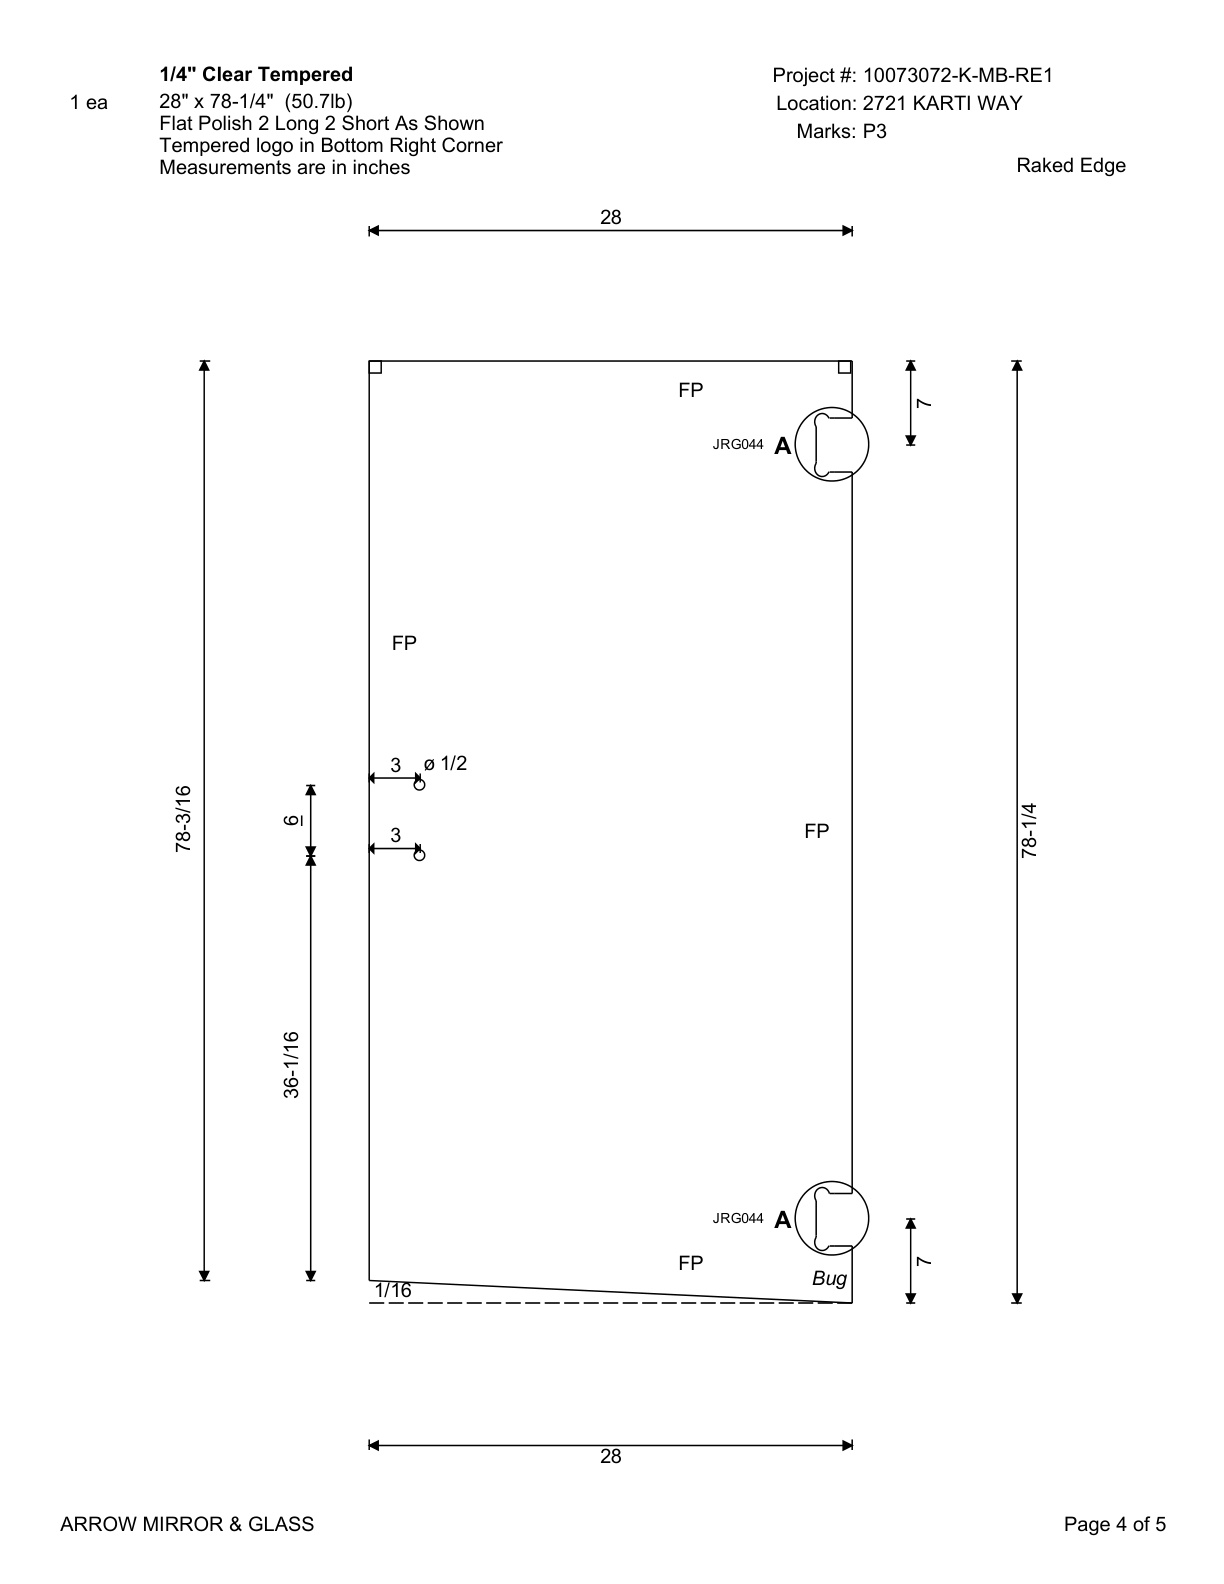 1/4" Clear Tempered
1 ea
28" x 78-1/4" (50.7lb)
Flat Polish 2 Long 2 Short As Shown
Tempered logo in Bottom Right Corner
Measurements are in inches
Project #: 10073072-K-MB-RE1
Location: 2721 KARTI WAY
Marks: P3
Raked Edge
28
FP
7
JRG044 A
FP
3 ø 1/2
6
3
78-3/16
FP
78-1/4
36-1/16
JRG044 A
FP
7
Bug
1/16
28
ARROW MIRROR & GLASS
Page 4 of 5